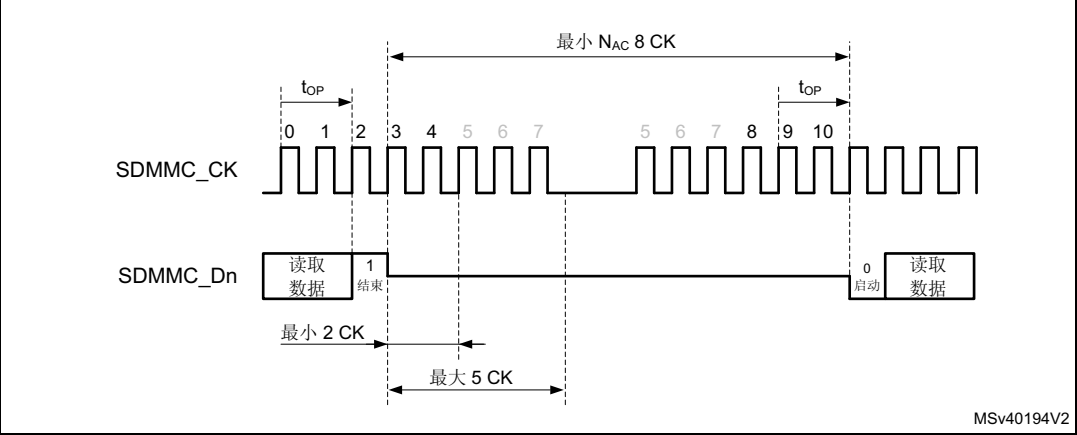 最小 NAC 8 CK
tOP
tOP
0 1 2 3 4 5 6 7 5 6 7 8 9 10
SDMMC_CK
SDMMC_Dn
读取
数据
1
结束
0
启动
读取
数据
最小 2 CK
最大 5 CK
MSv40194V2